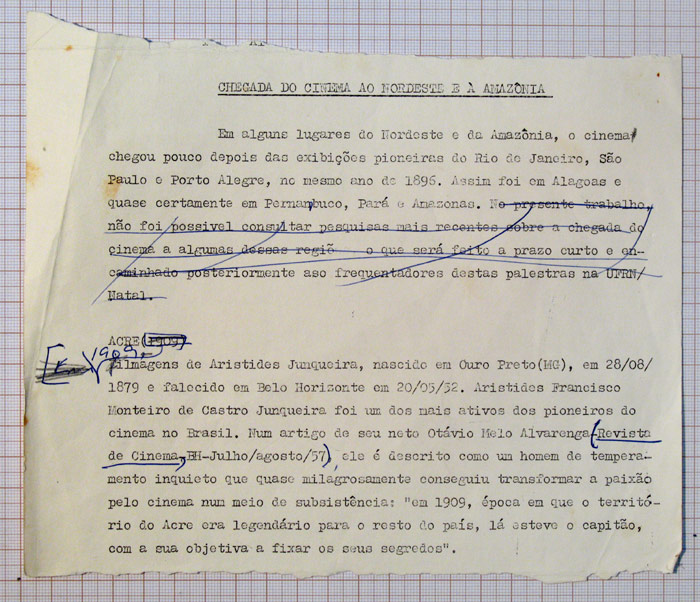 CHEGADA DO CINEMA AO NORDESTE E À AMAZÔNIA
Em alguns lugares do Nordeste e da Amazônia, o cinema
chegou pouco depois das exibições pioneiras do Rio de Janeiro, São
Paulo e Porto Alegre, no mesmo ano de 1896. Assim foi em Alagoas e
quase certamente em Pernambuco, Pará e Amazonas. No presente trabalho,
não foi possivel consultar pesquisas mais recentes sobre a chegada do
cinema a algumas dessas regiõ o que será feito a prazo curto e en-
caminhado posteriormente aso frequentadores destas palestras na UFRN/
Natal.
ACRE (1909)
1909,
Filmagens de Aristides Junqueira, nascido em Ouro Preto(MG), em 28/08/
1879 e falecido em Belo Horizonte em 20/05/52. Aristides Francisco
Monteiro de Castro Junqueira foi um dos mais ativos dos pioneiros do
cinema no Brasil. Num artigo de seu neto Otávio Melo Alvarenga (Revista
de Cinema, BH-Julho/agosto/57), ele é descrito como um homem de tempera-
mento inquieto que quase milagrosamente conseguiu transformar a paixão
pelo cinema num meio de subsistência: "em 1909, época em que o territó-
rio do Acre era legendário para o resto do país, lá esteve o capitão,
com a sua objetiva a fixar os seus segredos".